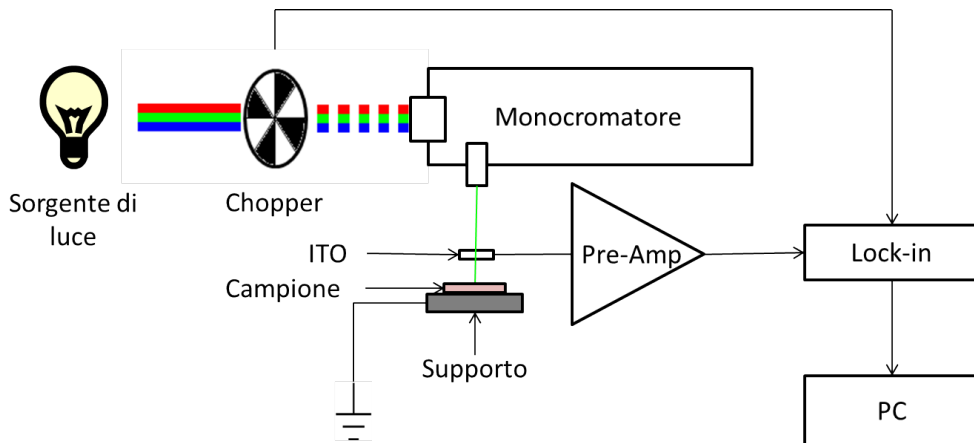 Monocromatore
Sorgente di
luce
Chopper
ITO
Pre-Amp
Lock-in
Campione
Supporto
PC